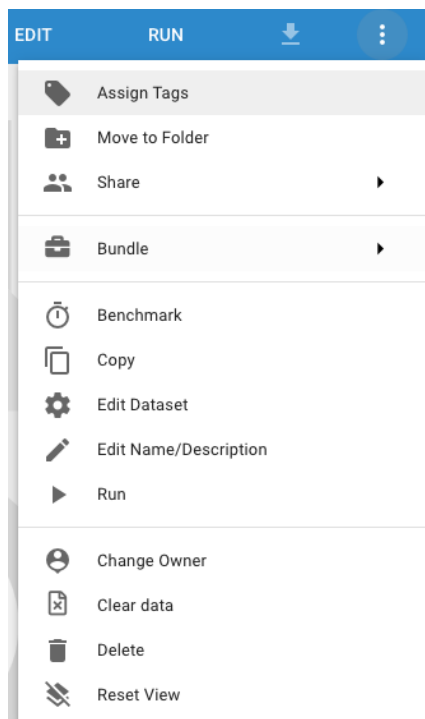 EDIT RUN
Assign Tags
Move to Folder
Share
Bundle
Benchmark
Copy
Edit Dataset
Edit Name/Description
Run
Change Owner
Clear data
Delete
Reset View